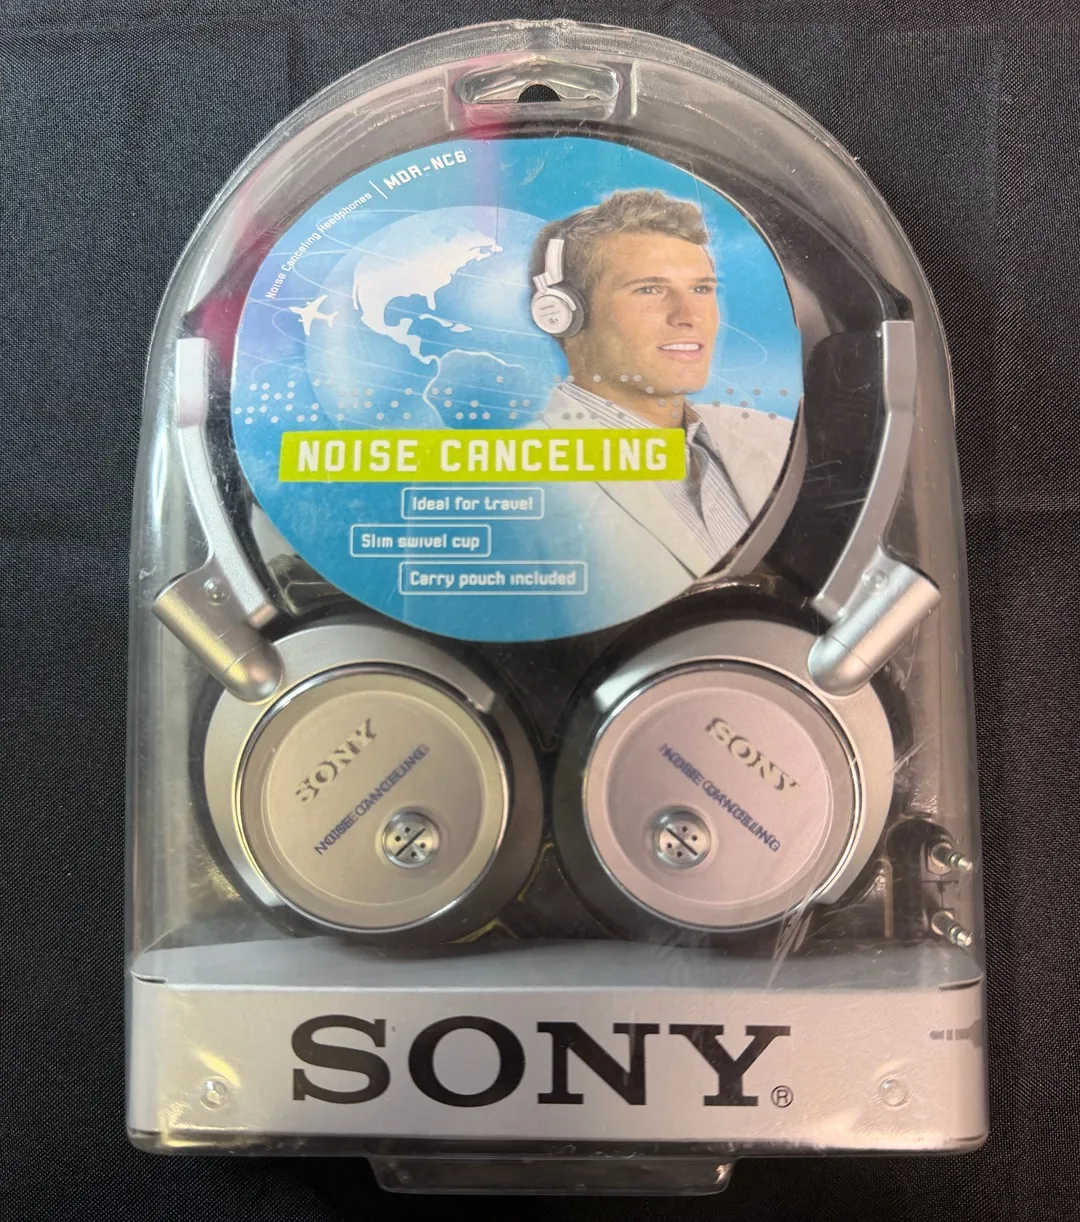 Noise Canceling Headphones | MDR-NC6
NOISE CANCELING
Ideal for travel
Slim swivel cup
Carry pouch included
SONY
NOISE CANCELING
SONY
NOISE CANCELING
SONY®